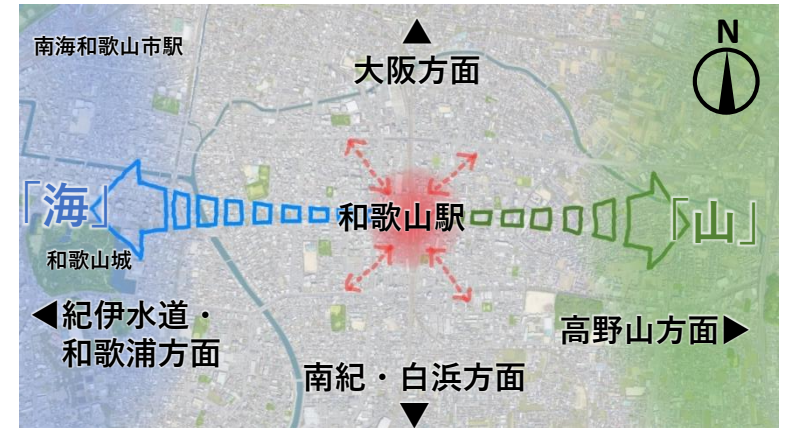 N
南海和歌山市駅
▲
大阪方面
「海」
和歌山駅
「山」
和歌山城
◀紀伊水道・
和歌浦方面
高野山方面▶
南紀・白浜方面
▼